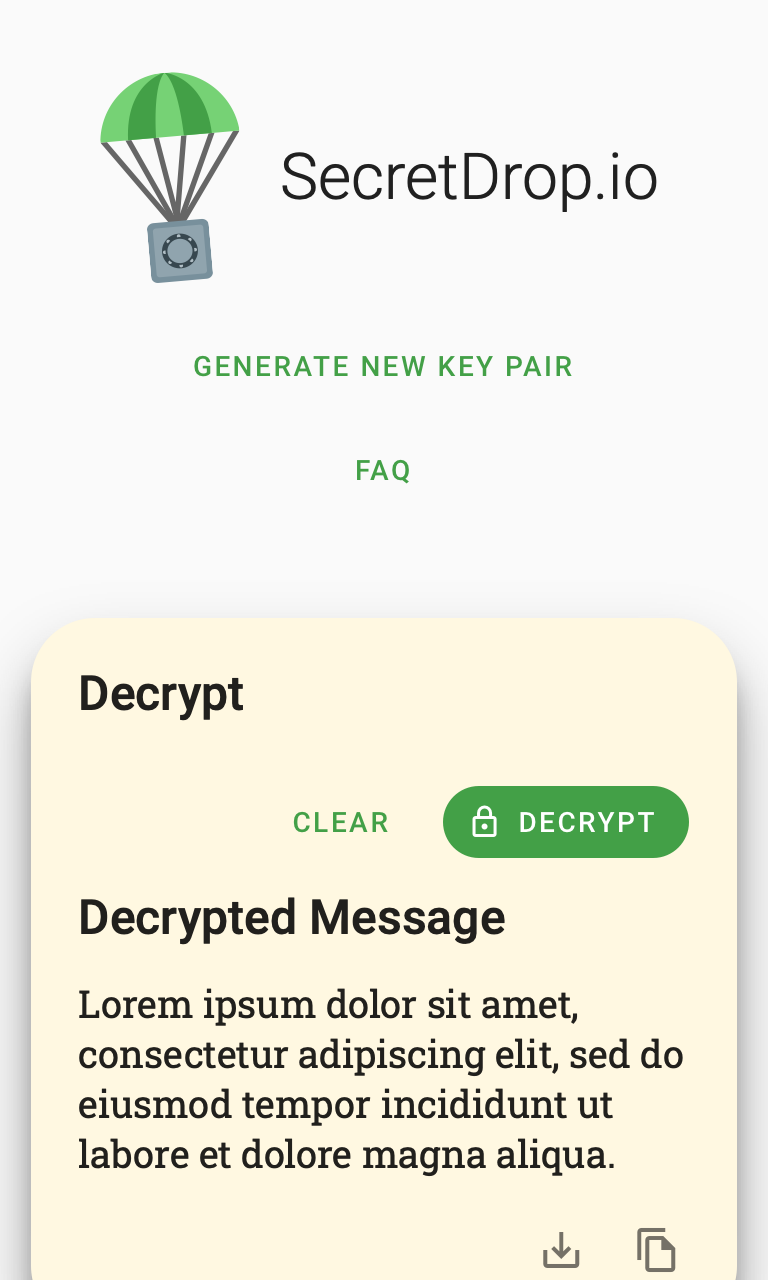 SecretDrop.io
GENERATE NEW KEY PAIR
FAQ
Decrypt
CLEAR
DECRYPT
Decrypted Message
Lorem ipsum dolor sit amet,
consectetur adipiscing elit, sed do
eiusmod tempor incididunt ut
labore et dolore magna aliqua.